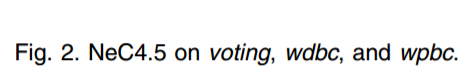 Fig. 2. NeC4.5 on voting, wdbc, and wpbc.